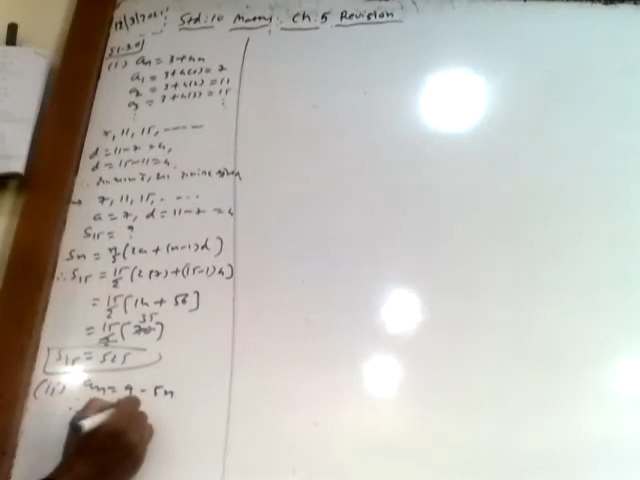 Std: 10 Maths: Ch: 5 Revision
(i) an = 3+4n
a1 = 3+4(1) = 7
a2 = 3+4(2) = 11
a3 = 3+4(3) = 15
7, 11, 15, ----
d = 11-7 = 4,
d = 15-11 = 4.
→ 7, 11, 15, . ...
a = 7, d = 11-7 = 4
S15 = ?
Sn = n/2 (2a + (n-1)d)
∴ S15 = 15/2 [2(7) + (15-1)4]
= 15/2 [14 + 56]
= 15/2 [70] 35
S15 = 525
(ii) an = 9 - 5n